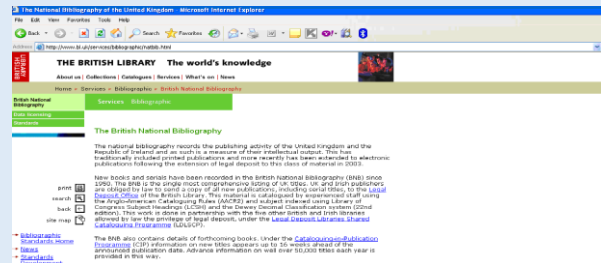 The National Bibliography of the United Kingdom - Microsoft Internet Explorer
File Edit View Favorites Tools Help
Back Search Favorites
Address http://www.bl.uk/services/bibliographic/natbib.html
BRITISH LIBRARY
THE BRITISH LIBRARY The world's knowledge
About us | Collections | Catalogues | Services | What's on | News
Home > Services > Bibliographic > British National Bibliography
British National Bibliography
Services Bibliographic
Data licensing
Standards
The British National Bibliography
The national bibliography records the publishing activity of the United Kingdom and the
Republic of Ireland and as such is a measure of their intellectual output. This has
traditionally included printed publications and more recently has been extended to electronic
publications following the extension of legal deposit to this class of material in 2003.
New books and serials have been recorded in the British National Bibliography (BNB) since
1950. The BNB is the single most comprehensive listing of UK titles. UK and Irish publishers
are obliged by law to send a copy of all new publications, including serial titles, to the Legal
Deposit Office of the British Library. This material is catalogued by experienced staff using
the Anglo-American Cataloguing Rules (AACR2) and subject indexed using Library of
Congress Subject Headings (LCSH) and the Dewey Decimal Classification system (22nd
edition). This work is done in partnership with the five other British and Irish libraries
allowed by law the privilege of legal deposit, under the Legal Deposit Libraries Shared
Cataloguing Programme (LDLSCP).
print
search
back
site map
The BNB also contains details of forthcoming books. Under the Cataloguing-in-Publication
Programme (CIP) information on new titles appears up to 16 weeks ahead of the
announced publication date. Advance information on well over 50,000 titles each year is
provided in this way.
Bibliographic
Standards Home
News
Standards
Development